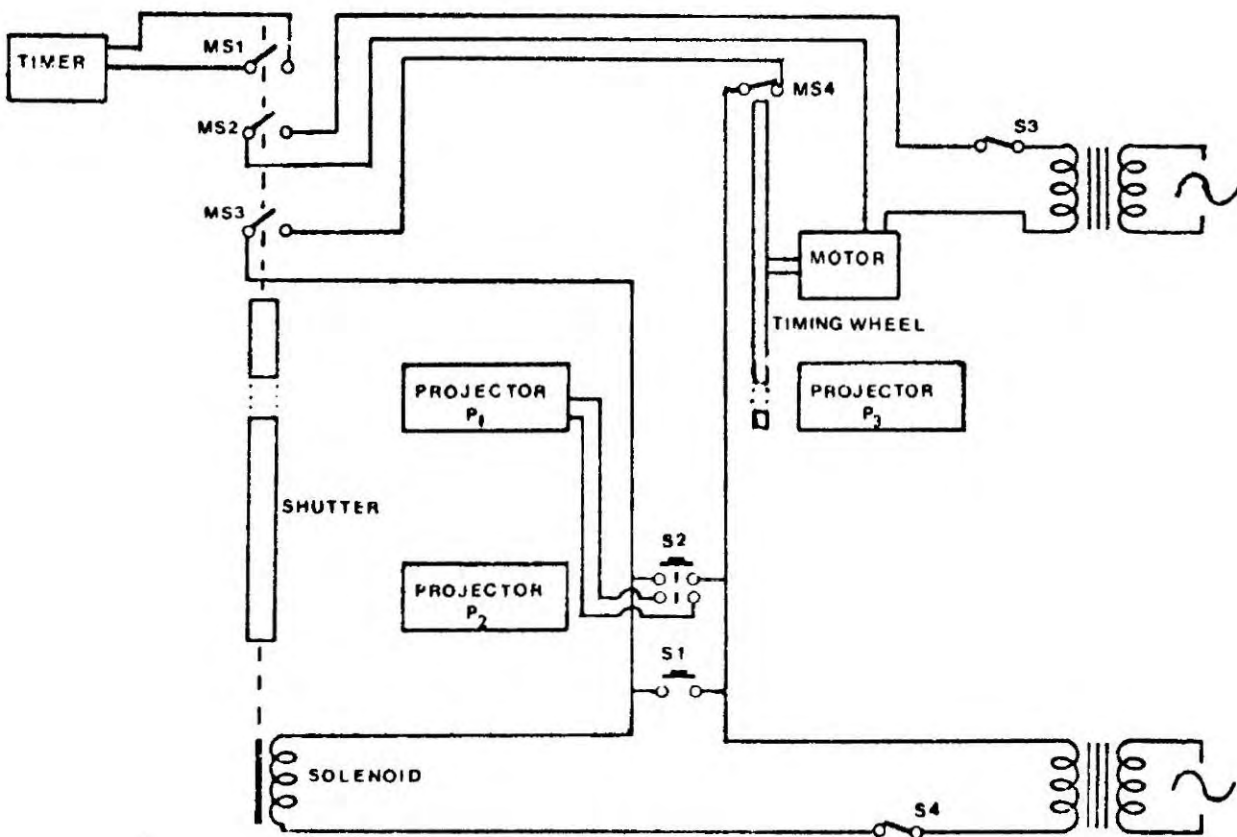 TIMER
MS1
MS2
MS3
MS4
S3
MOTOR
TIMING WHEEL
PROJECTOR
P1
PROJECTOR
P3
SHUTTER
S2
PROJECTOR
P2
S1
SOLENOID
S4